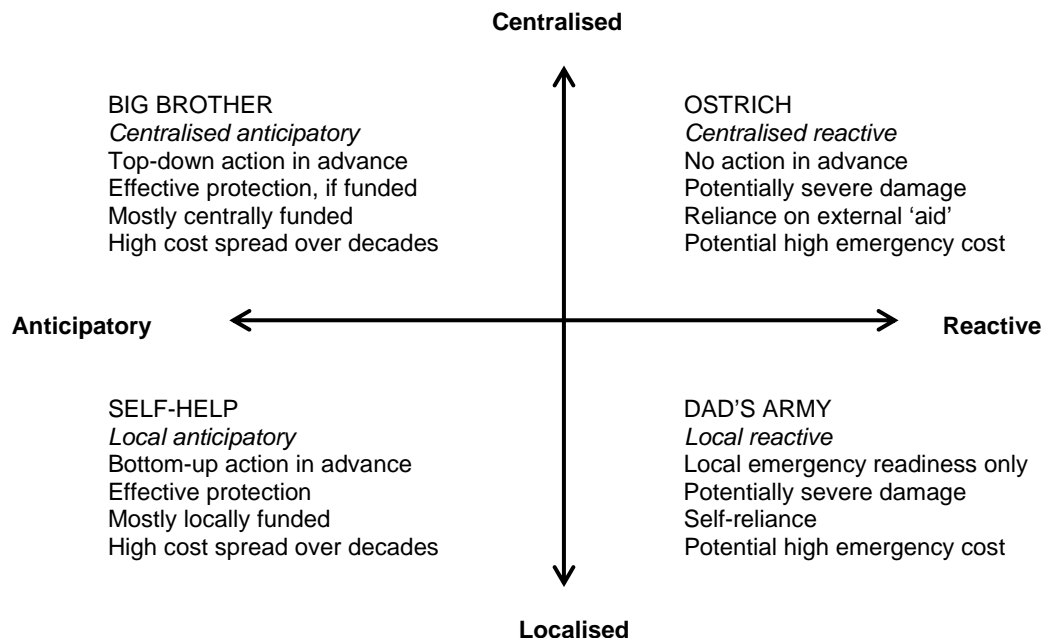 Centralised
BIG BROTHER
Centralised anticipatory
Top-down action in advance
Effective protection, if funded
Mostly centrally funded
High cost spread over decades
OSTRICH
Centralised reactive
No action in advance
Potentially severe damage
Reliance on external ‘aid’
Potential high emergency cost
Anticipatory
Reactive
SELF-HELP
Local anticipatory
Bottom-up action in advance
Effective protection
Mostly locally funded
High cost spread over decades
DAD’S ARMY
Local reactive
Local emergency readiness only
Potentially severe damage
Self-reliance
Potential high emergency cost
Localised